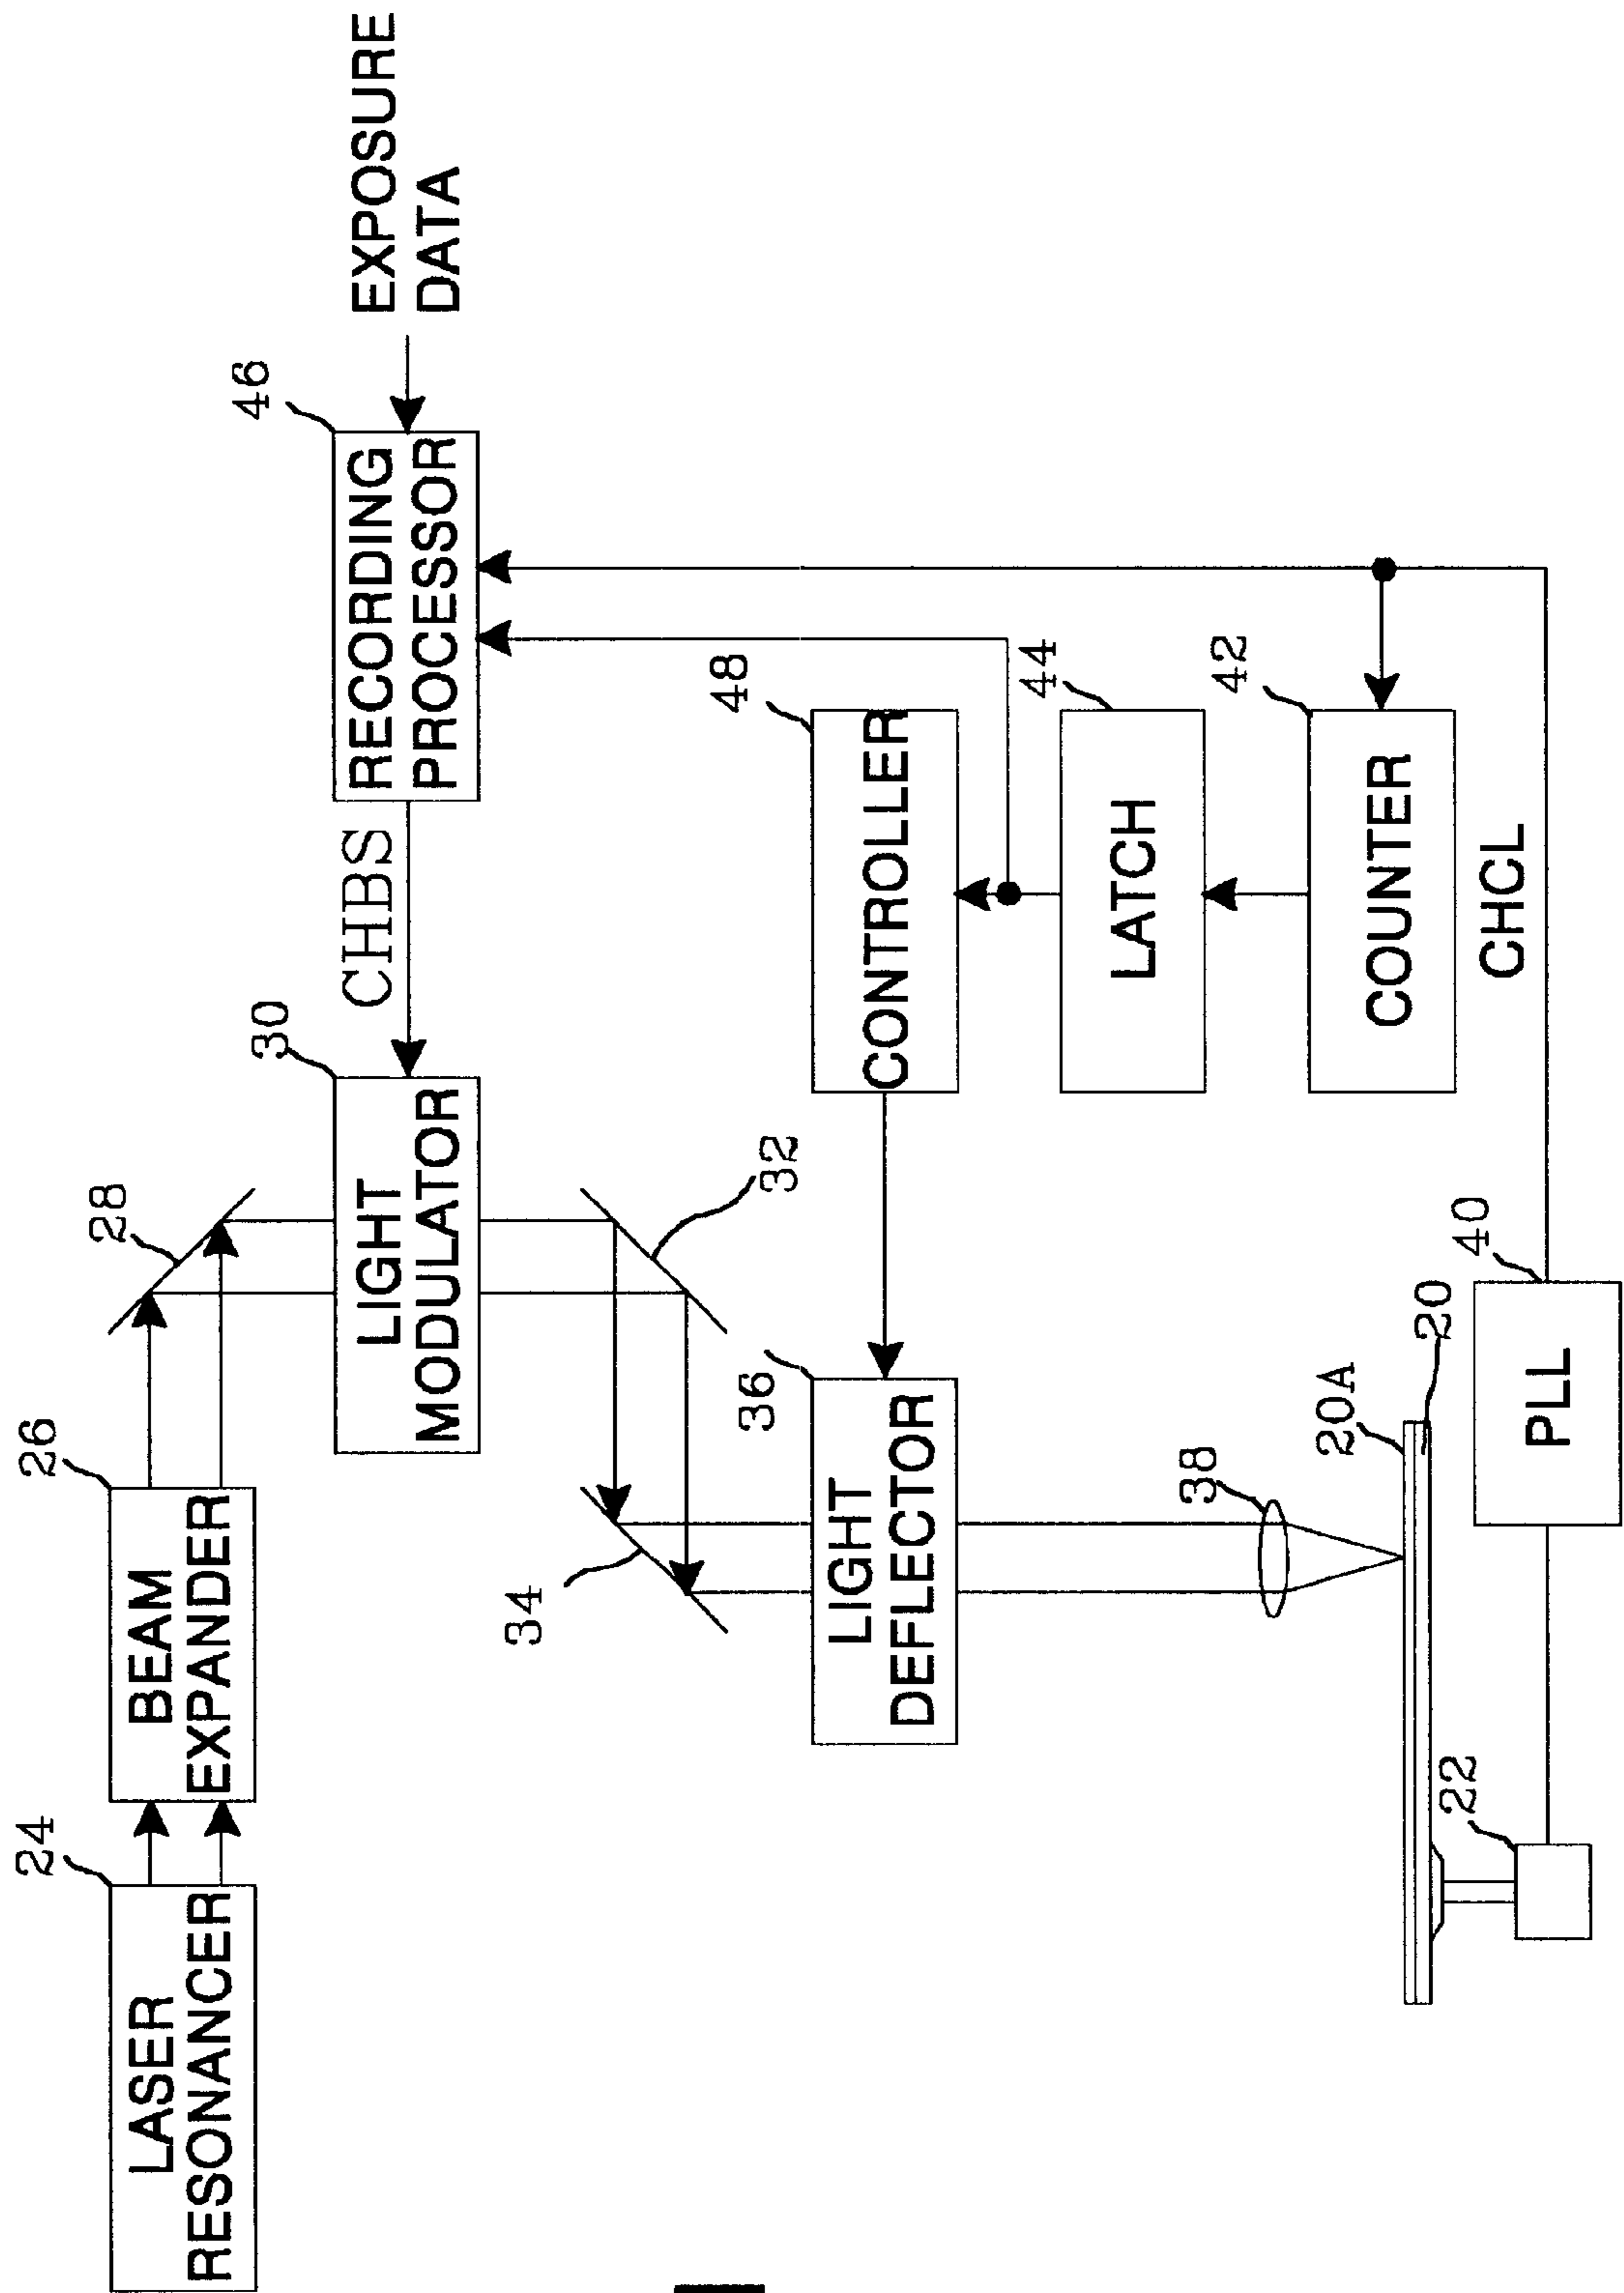 24
LASER
RESONANCER
26
BEAM
EXPANDER
28
30
LIGHT
MODULATOR
CHBS
46
RECORDING
PROCESSOR
EXPOSURE
DATA
34
32
36
LIGHT
DEFLECTOR
48
CONTROLLER
44
LATCH
42
COUNTER
CHCL
38
20A
20
22
40
PLL